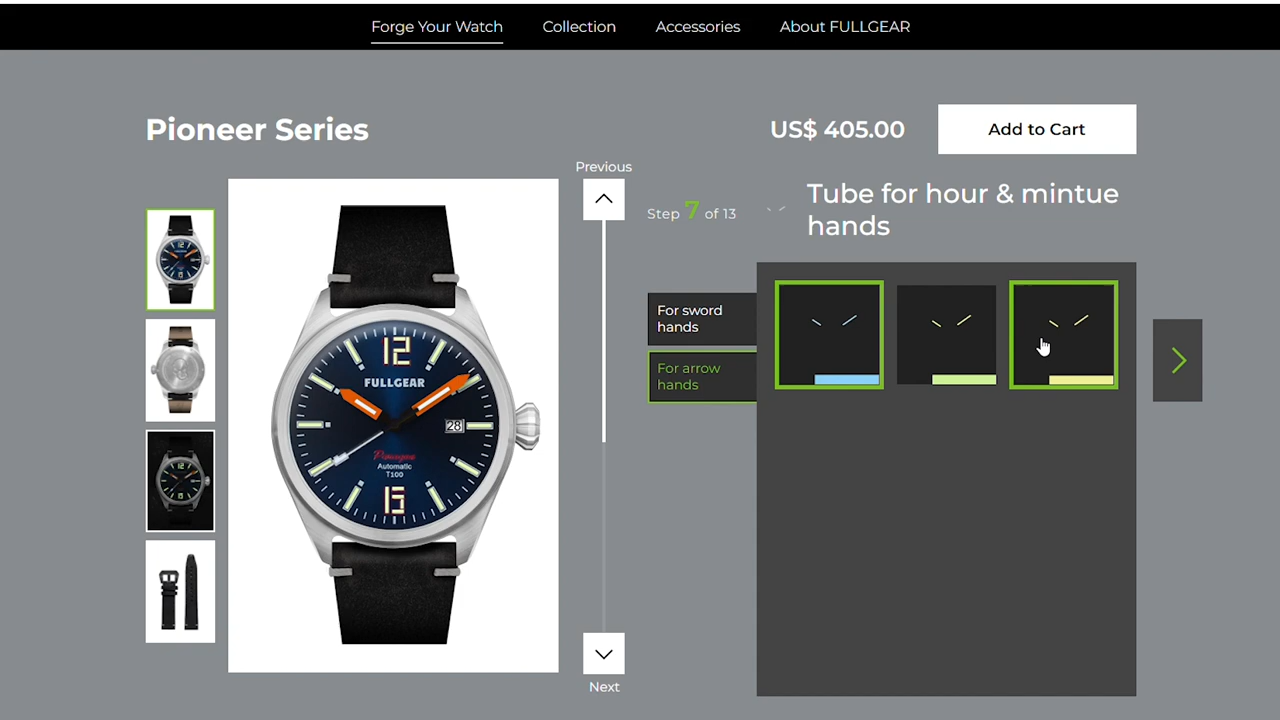 Forge Your Watch
Collection
Accessories
About FULLGEAR
Pioneer Series
US$ 405.00
Add to Cart
Previous
Step 7 of 13
Tube for hour & mintue
hands
For sword
hands
For arrow
hands
12
FULLGEAR
28
Automatic
T100
Next